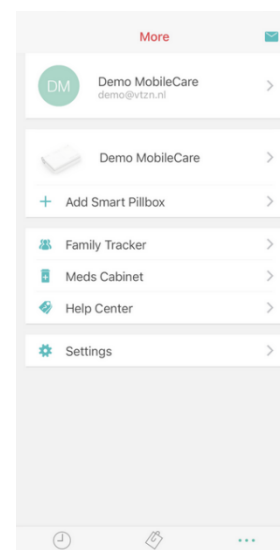 More
DM
Demo MobileCare
demo@vtzn.nl
Demo MobileCare
+ Add Smart Pillbox
Family Tracker
Meds Cabinet
Help Center
Settings